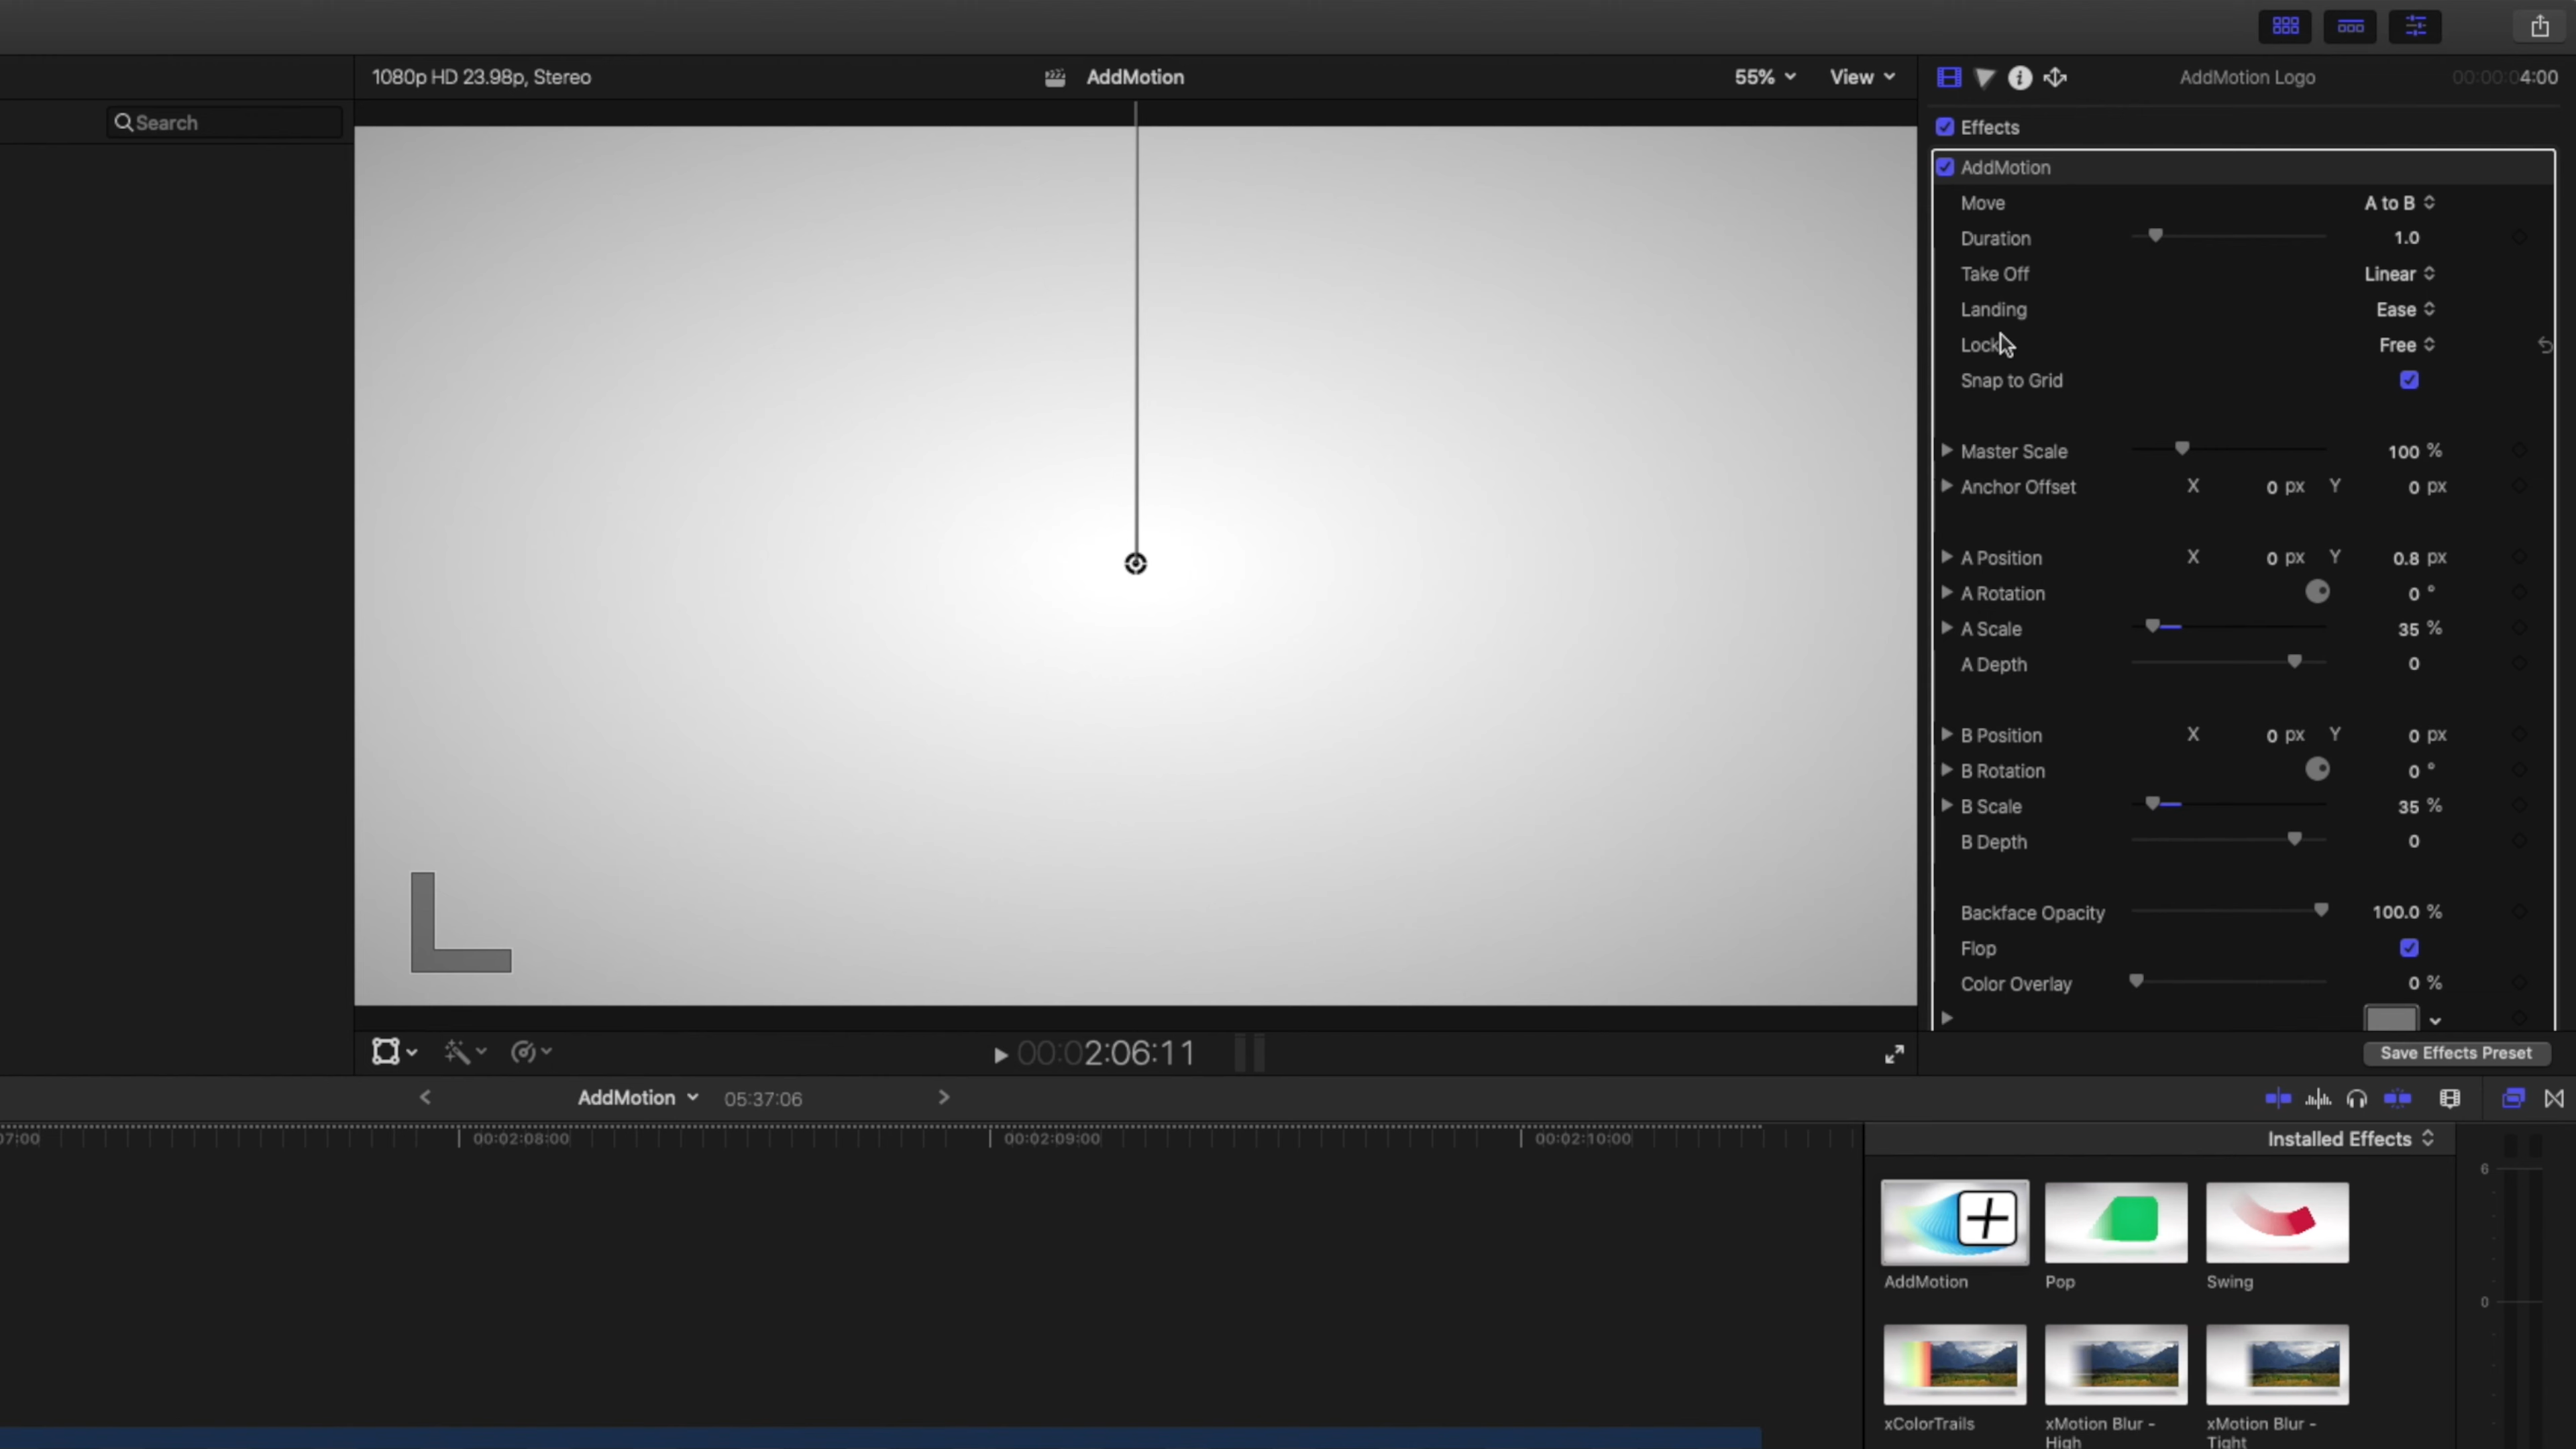 1080p HD 23.98p, Stereo
AddMotion
55%
View
AddMotion Logo
00:00:04:00
Search
Effects
AddMotion
Move A to B
Duration 1.0
Take Off Linear
Landing Ease
Lock Free
Snap to Grid
Master Scale 100 %
Anchor Offset X 0 px Y 0 px
A Position X 0 px Y 0.8 px
A Rotation 0 °
A Scale 35 %
A Depth 0
B Position X 0 px Y 0 px
B Rotation 0 °
B Scale 35 %
B Depth 0
Backface Opacity 100.0 %
Flop
Color Overlay 0 %
L
00:02:06:11
Save Effects Preset
AddMotion
05:37:06
07:00
00:02:08:00
00:02:09:00
00:02:10:00
Installed Effects
6
0
AddMotion
Pop
Swing
xColorTrails
xMotion Blur -
High
xMotion Blur -
Tight